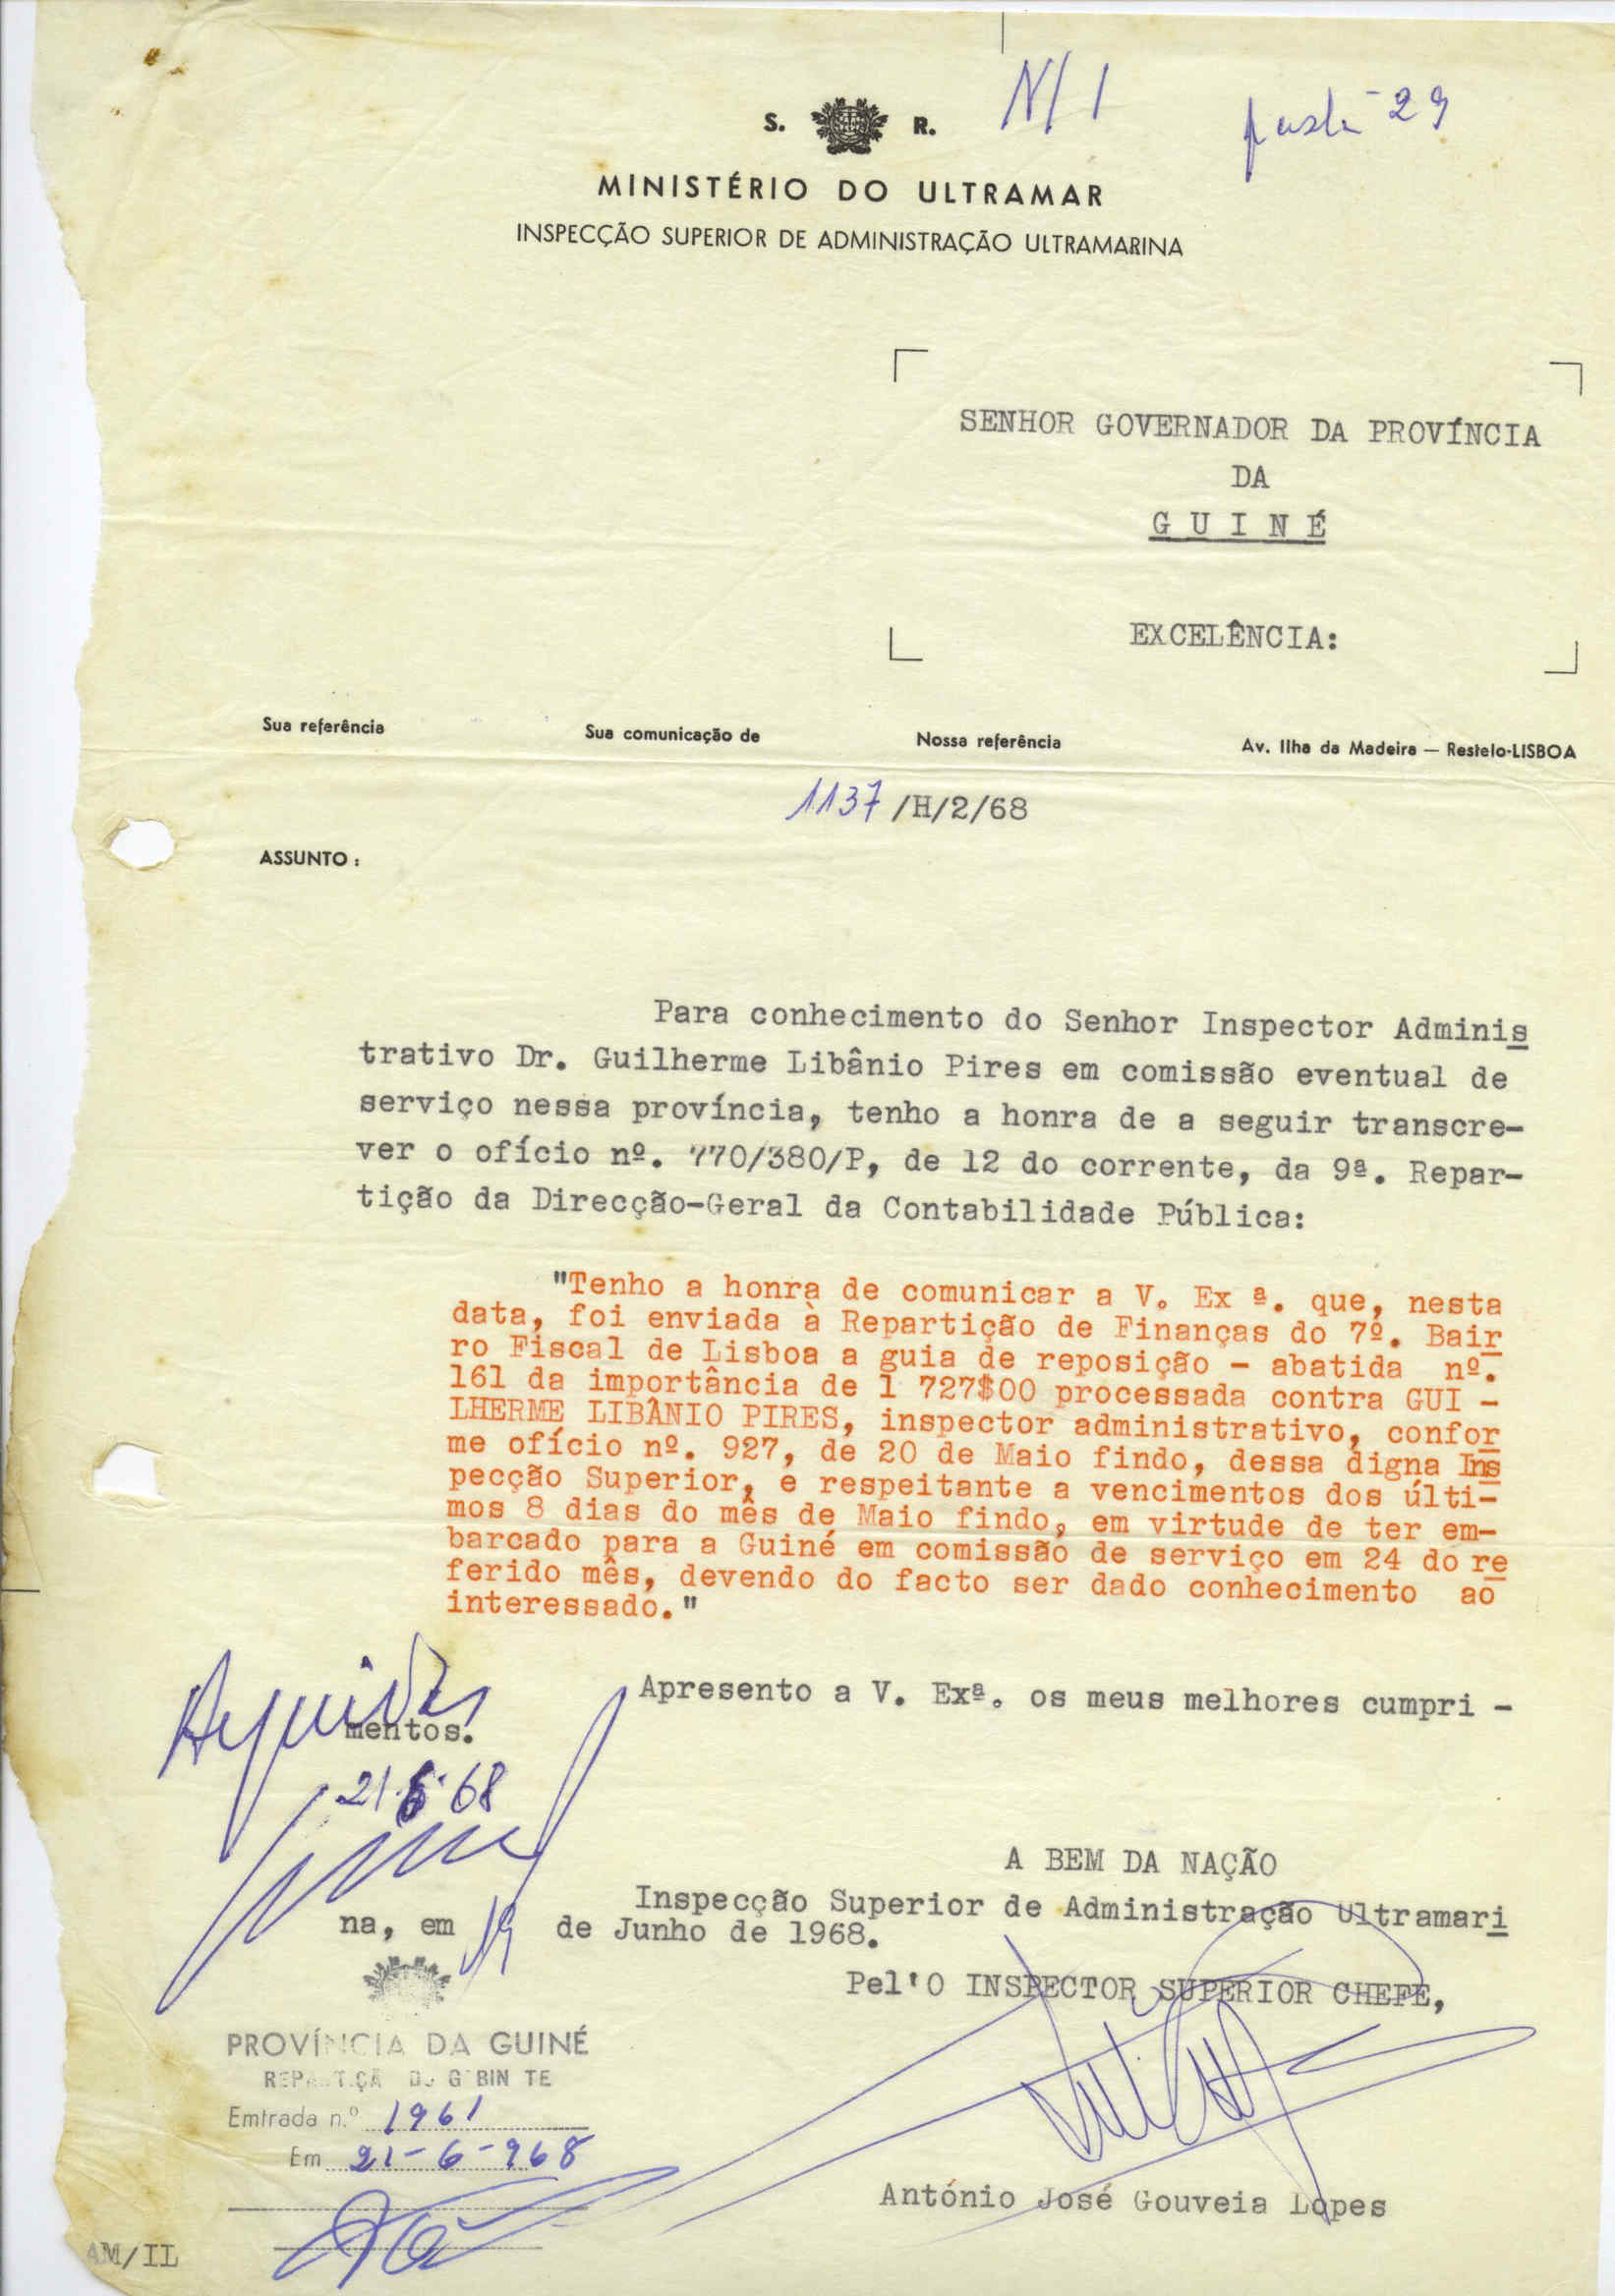 N/1
pasta 29
S. R.
MINISTÉRIO DO ULTRAMAR
INSPECÇÃO SUPERIOR DE ADMINISTRAÇÃO ULTRAMARINA
SENHOR GOVERNADOR DA PROVÍNCIA
DA
G U I N É
EXCELÊNCIA:
Sua referência Sua comunicação de Nossa referência Av. Ilha da Madeira — Restelo-LISBOA
1137 /H/2/68
ASSUNTO :
Para conhecimento do Senhor Inspector Adminis
trativo Dr. Guilherme Libânio Pires em comissão eventual de
serviço nessa província, tenho a honra de a seguir transcre-
ver o ofício nº. 770/380/P, de 12 do corrente, da 9ª. Repar-
tição da Direcção-Geral da Contabilidade Pública:
"Tenho a honra de comunicar a V. Ex ª. que, nesta
data, foi enviada à Repartição de Finanças do 7º. Bair
ro Fiscal de Lisboa a guia de reposição - abatida nº.
161 da importância de 1 727$00 processada contra GUI -
LHERME LIBÂNIO PIRES, inspector administrativo, confor
me ofício nº. 927, de 20 de Maio findo, dessa digna Ins
pecção Superior, e respeitante a vencimentos dos últi-
mos 8 dias do mês de Maio findo, em virtude de ter em-
barcado para a Guiné em comissão de serviço em 24 do re
ferido mês, devendo do facto ser dado conhecimento ao
interessado."
Apresento a V. Exª. os meus melhores cumpri -
mentos.
21.6.68
A BEM DA NAÇÃO
Inspecção Superior de Administração Ultramari
na, em 19 de Junho de 1968.
Pel'O INSPECTOR SUPERIOR CHEFE,
António José Gouveia Lopes
PROVÍNCIA DA GUINÉ
REPARTIÇÃO DO GABINETE
Entrada n.º 1961
Em 21-6-968
AM/IL